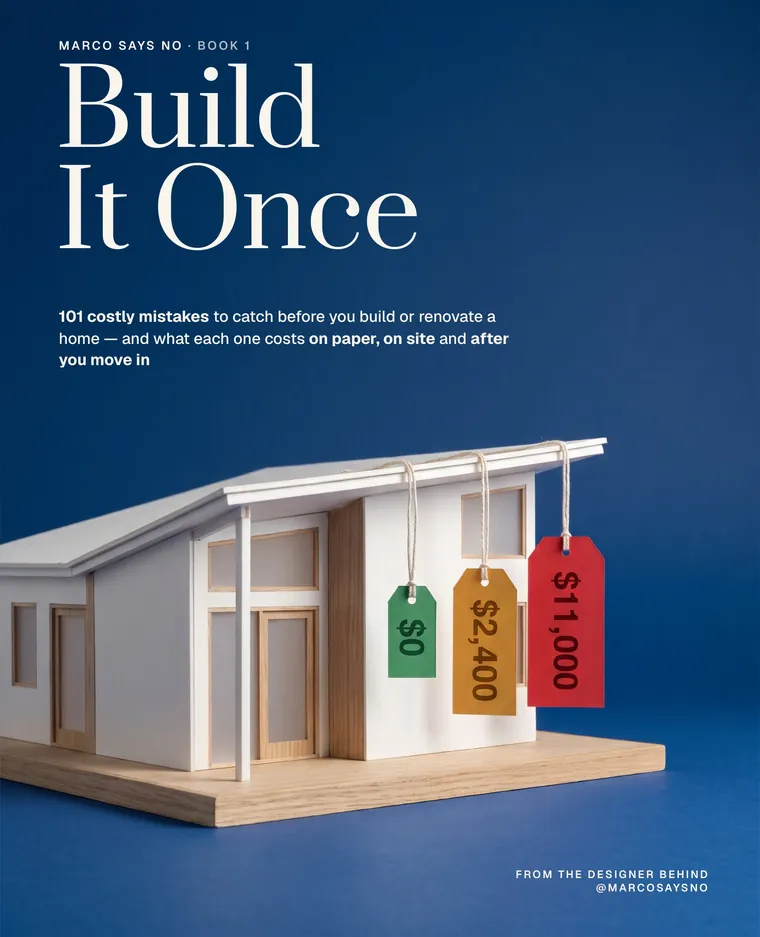 MARCO SAYS NO · BOOK 1
Build
It Once
101 costly mistakes to catch before you build or renovate a
home — and what each one costs on paper, on site and after
you move in
$0
$2,400
$11,000
FROM THE DESIGNER BEHIND
@MARCOSAYSNO